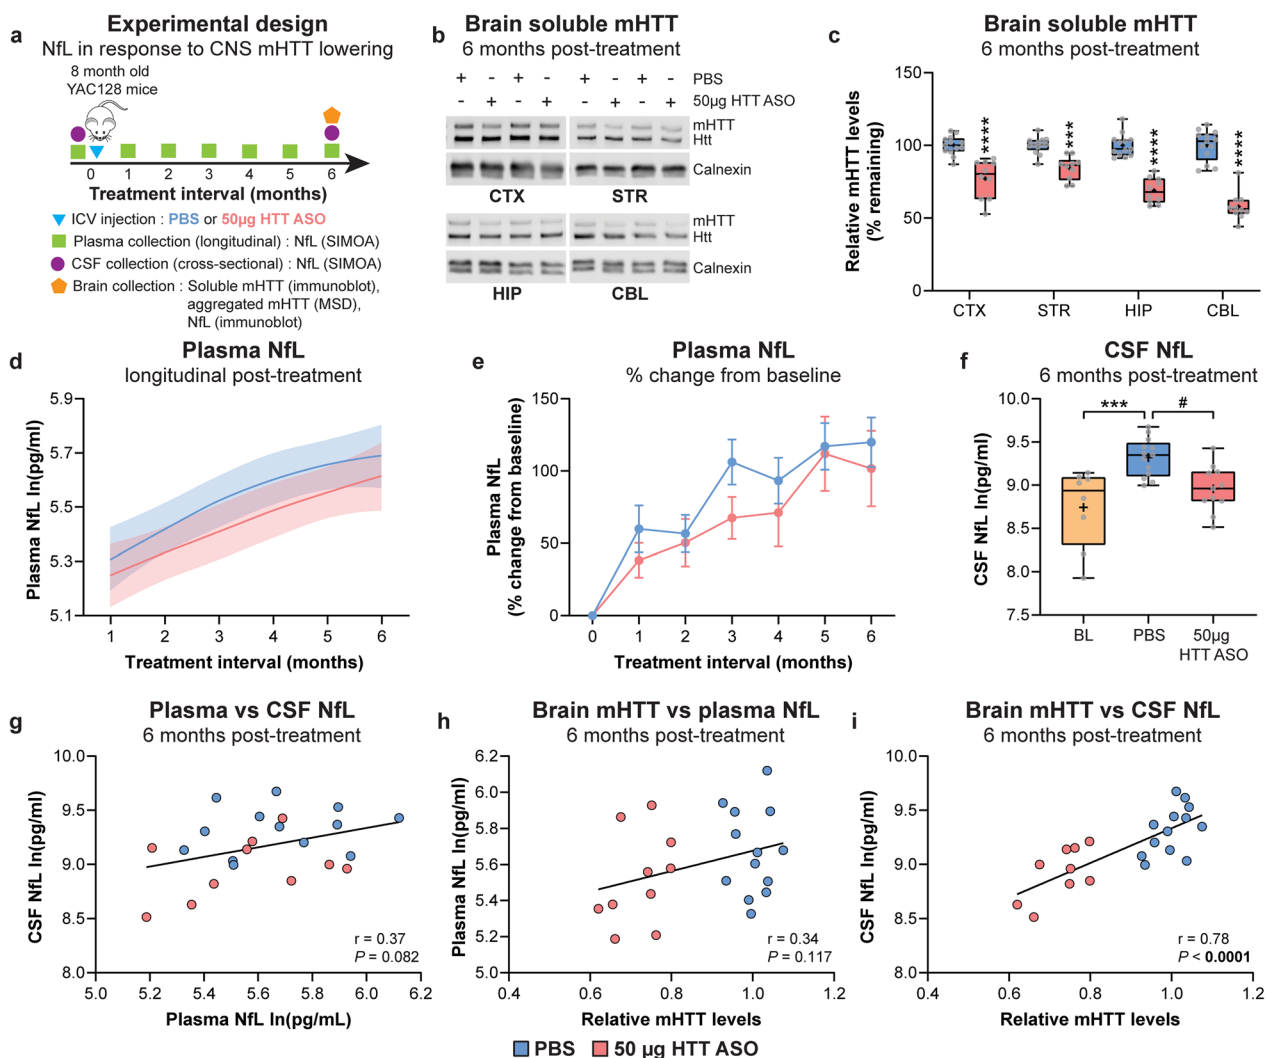 a
Experimental design
NfL in response to CNS mHTT lowering
8 month old
YAC128 mice
0 1 2 3 4 5 6
Treatment interval (months)
ICV injection : PBS or 50µg HTT ASO
Plasma collection (longitudinal) : NfL (SIMOA)
CSF collection (cross-sectional) : NfL (SIMOA)
Brain collection : Soluble mHTT (immunoblot),
aggregated mHTT (MSD),
NfL (immunoblot)
b
Brain soluble mHTT
6 months post-treatment
+ - + - + - + - PBS
- + - + - + - + 50µg HTT ASO
mHTT
Htt
Calnexin
CTX STR
mHTT
Htt
Calnexin
HIP CBL
c
Brain soluble mHTT
6 months post-treatment
Relative mHTT levels
(% remaining)
150
100
50
0
**** *** **** ****
CTX STR HIP CBL
d
Plasma NfL
longitudinal post-treatment
Plasma NfL ln(pg/ml)
5.9
5.7
5.5
5.3
5.1
1 2 3 4 5 6
Treatment interval (months)
e
Plasma NfL
% change from baseline
Plasma NfL
(% change from baseline)
150
100
50
0
0 1 2 3 4 5 6
Treatment interval (months)
f
CSF NfL
6 months post-treatment
CSF NfL ln(pg/ml)
10.0
9.5
9.0
8.5
8.0
7.5
*** #
BL PBS 50µg
HTT ASO
g
Plasma vs CSF NfL
6 months post-treatment
CSF NfL ln(pg/ml)
10.0
9.5
9.0
8.5
8.0
r = 0.37
P = 0.082
5.0 5.2 5.4 5.6 5.8 6.0 6.2
Plasma NfL ln(pg/mL)
h
Brain mHTT vs plasma NfL
6 months post-treatment
Plasma NfL ln(pg/ml)
6.2
6.0
5.8
5.6
5.4
5.2
5.0
r = 0.34
P = 0.117
0.4 0.6 0.8 1.0 1.2
Relative mHTT levels
i
Brain mHTT vs CSF NfL
6 months post-treatment
CSF NfL ln(pg/ml)
10.0
9.5
9.0
8.5
8.0
r = 0.78
P < 0.0001
0.4 0.6 0.8 1.0 1.2
Relative mHTT levels
PBS 50 µg HTT ASO